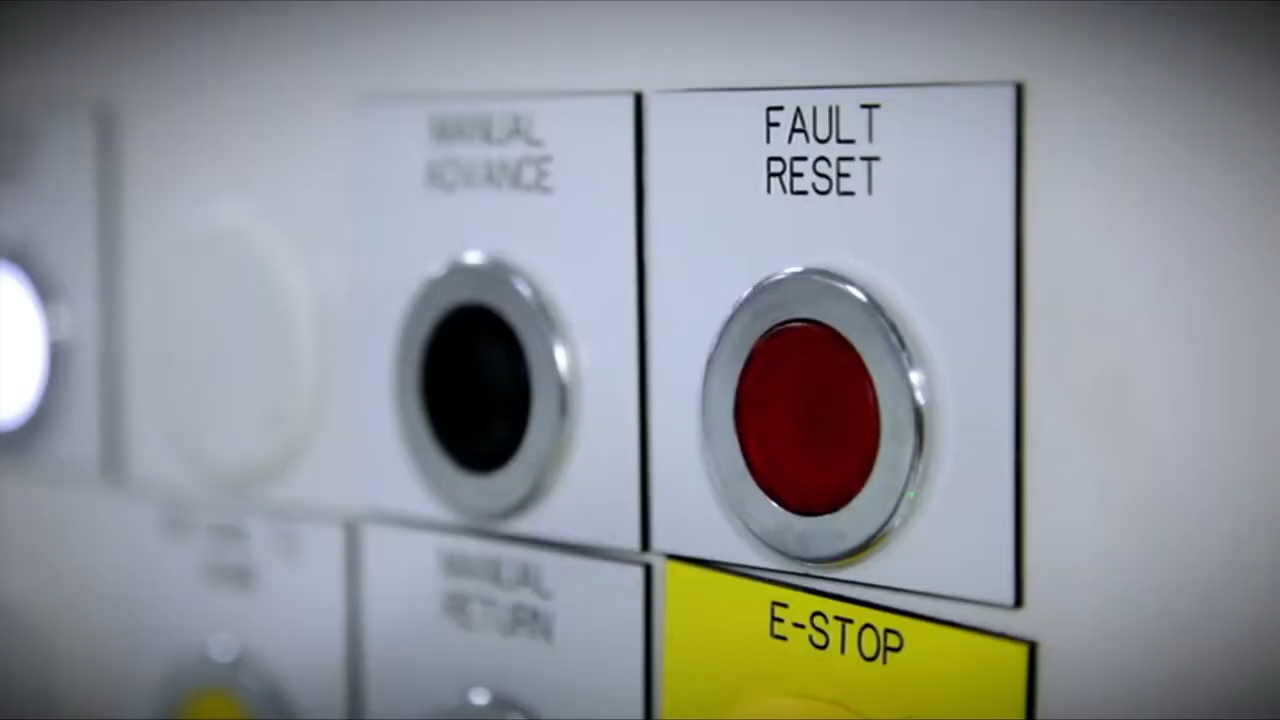 MANUAL
ADVANCE
FAULT
RESET
MANUAL
RETURN
E-STOP